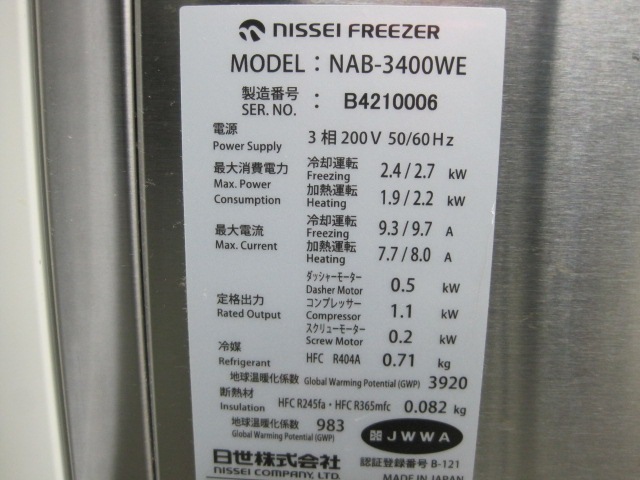 NISSEI FREEZER
MODEL : NAB-3400WE
製造番号
SER. NO. : B4210006
電源
Power Supply 3 相 200V 50/60Hz
最大消費電力 冷却運転
Max. Power Freezing 2.4 / 2.7 kW
Consumption 加熱運転
Heating 1.9 / 2.2 kW
最大電流 冷却運転
Max. Current Freezing 9.3 / 9.7 A
加熱運転
Heating 7.7 / 8.0 A
ダッシャーモーター
Dasher Motor 0.5 kW
定格出力 コンプレッサー
Rated Output Compressor 1.1 kW
スクリューモーター
Screw Motor 0.2 kW
冷媒
Refrigerant HFC R404A 0.71 kg
地球温暖化係数 Global Warming Potential (GWP) 3920
断熱材
Insulation HFC R245fa・HFC R365mfc 0.082 kg
地球温暖化係数 983
Global Warming Potential (GWP)
JWWA
日世株式会社 認証登録番号 B-121
NISSEI COMPANY, LTD. MADE IN JAPAN